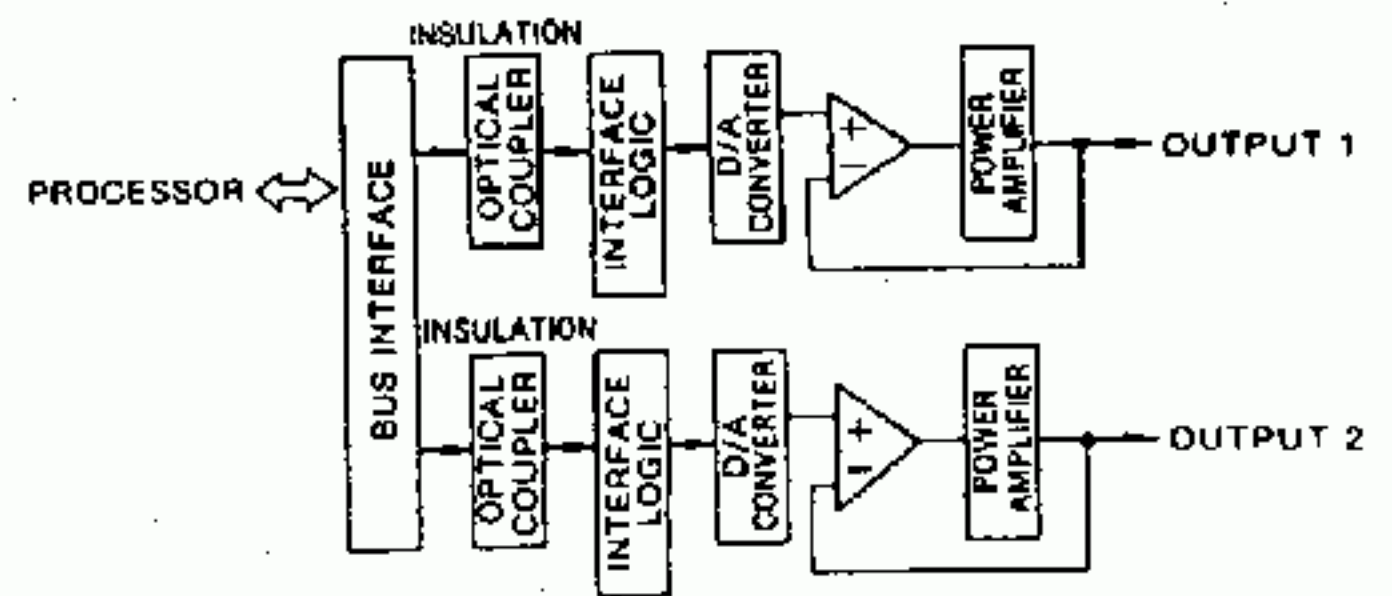 INSULATION
PROCESSOR
BUS INTERFACE
OPTICAL
COUPLER
INTERFACE
LOGIC
D/A
CONVERTER
+
−
POWER
AMPLIFIER
OUTPUT 1
INSULATION
OPTICAL
COUPLER
INTERFACE
LOGIC
D/A
CONVERTER
+
−
POWER
AMPLIFIER
OUTPUT 2